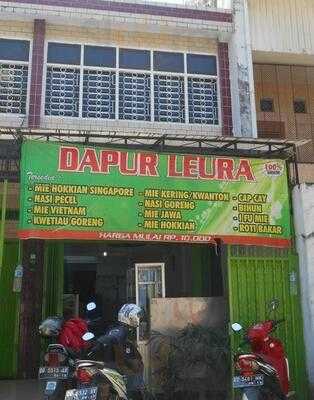 DAPUR LEURA
100%
Tersedia :
- MIE HOKKIAN SINGAPORE
- NASI PECEL
- MIE VIETNAM
- KWETIAU GORENG
- MIE KERING/KWANTON
- NASI GORENG
- MIE JAWA
- MIE HOKKIAN
- CAP-CAY
- BIHUN
- I FU MIE
- ROTI BAKAR
HARGA MULAI RP. 10.000